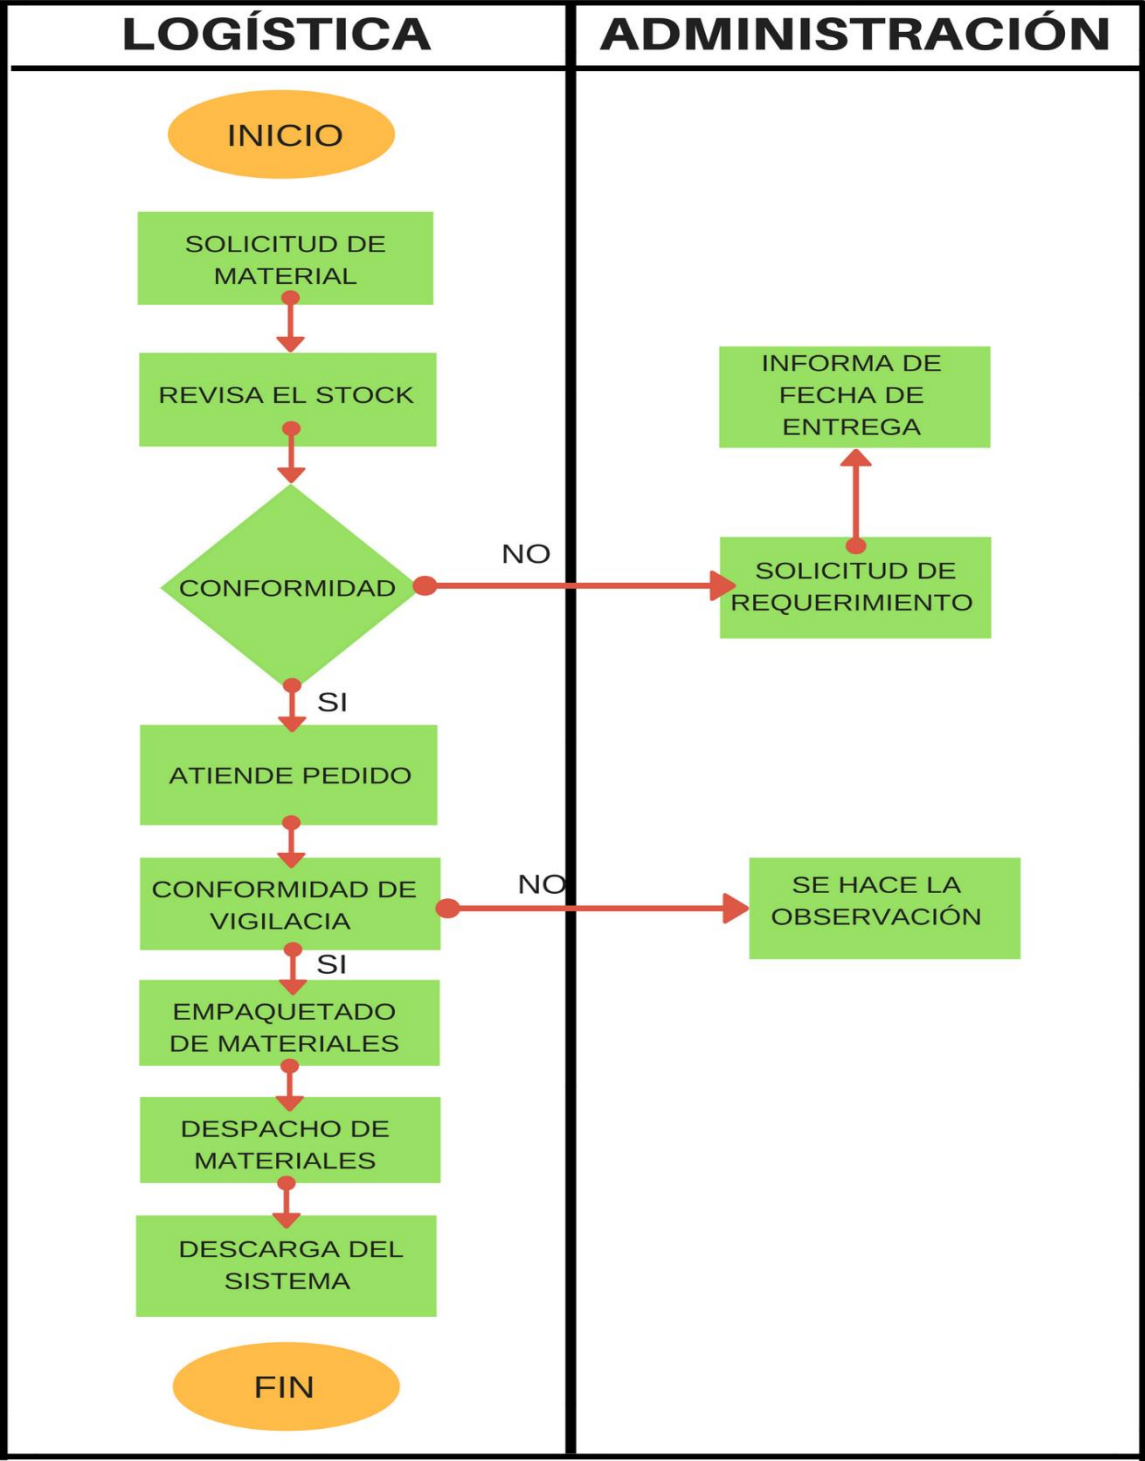 LOGÍSTICA
ADMINISTRACIÓN
INICIO
SOLICITUD DE
MATERIAL
REVISA EL STOCK
INFORMA DE
FECHA DE
ENTREGA
CONFORMIDAD
NO
SOLICITUD DE
REQUERIMIENTO
SI
ATIENDE PEDIDO
CONFORMIDAD DE
VIGILACIA
NO
SE HACE LA
OBSERVACIÓN
SI
EMPAQUETADO
DE MATERIALES
DESPACHO DE
MATERIALES
DESCARGA DEL
SISTEMA
FIN